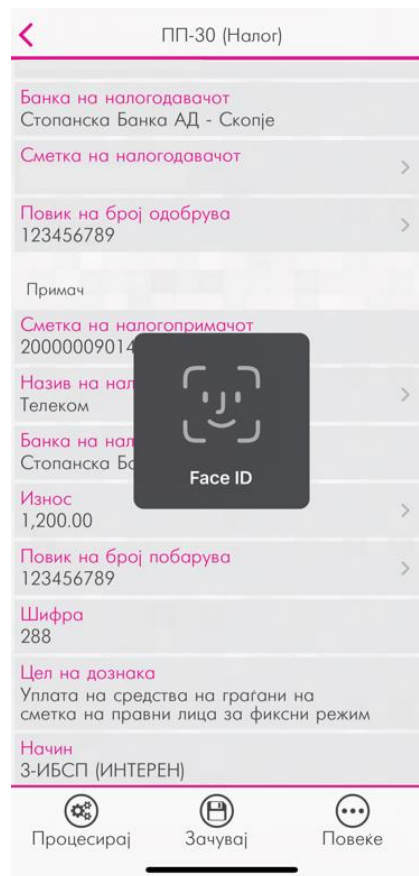 ПП-30 (Налог)
Банка на налогодавачот
Стопанска Банка АД - Скопје
Сметка на налогодавачот
Повик на број одобрува
123456789
Примач
Сметка на налогопримачот
20000009014
Назив на нал
Телеком
Банка на нал
Стопанска Бо
Face ID
Износ
1,200.00
Повик на број побарува
123456789
Шифра
288
Цел на дознака
Уплата на средства на граѓани на
сметка на правни лица за фиксни режим
Начин
3-ИБСП (ИНТЕРЕН)
Процесирај
Зачувај
Повеќе